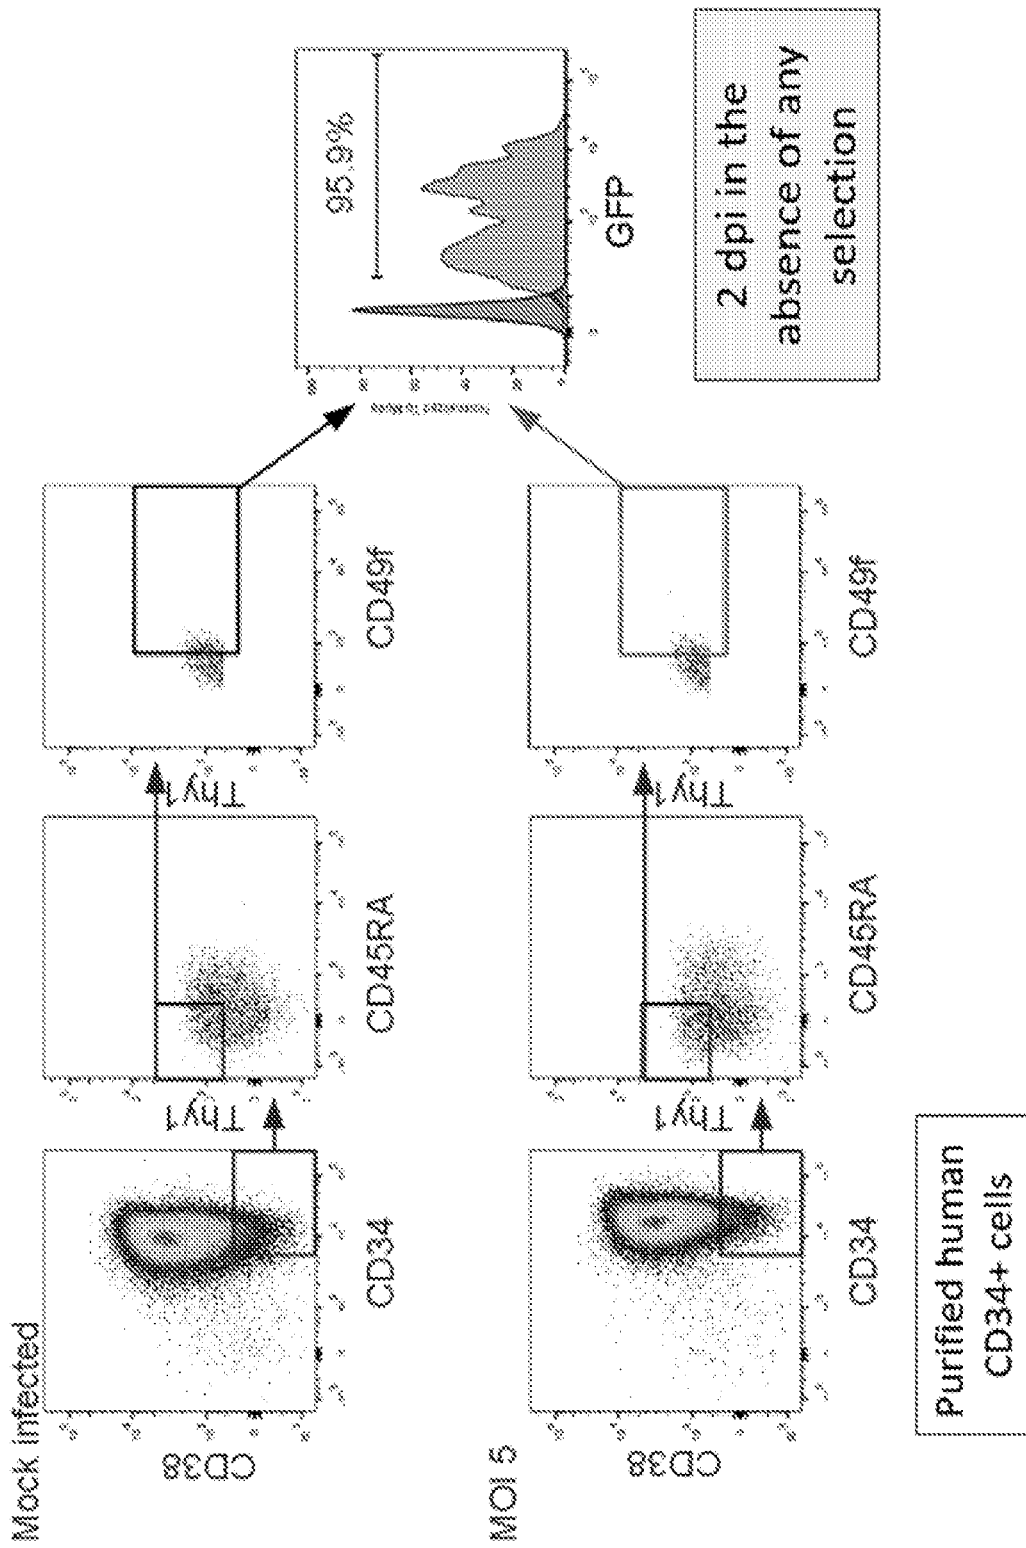 Mock infected
CD38
CD34
Thy1
CD45RA
Thy1
CD49f
MOI 5
CD38
CD34
Thy1
CD45RA
Thy1
CD49f
95.9%
GFP
Purified human
CD34+ cells
2 dpi in the
absence of any
selection